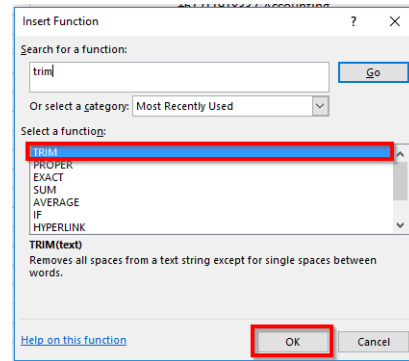 Insert Function
?
Search for a function:
trim
Go
Or select a category: Most Recently Used
Select a function:
TRIM
PROPER
EXACT
SUM
AVERAGE
IF
HYPERLINK
TRIM(text)
Removes all spaces from a text string except for single spaces between
words.
Help on this function
OK
Cancel